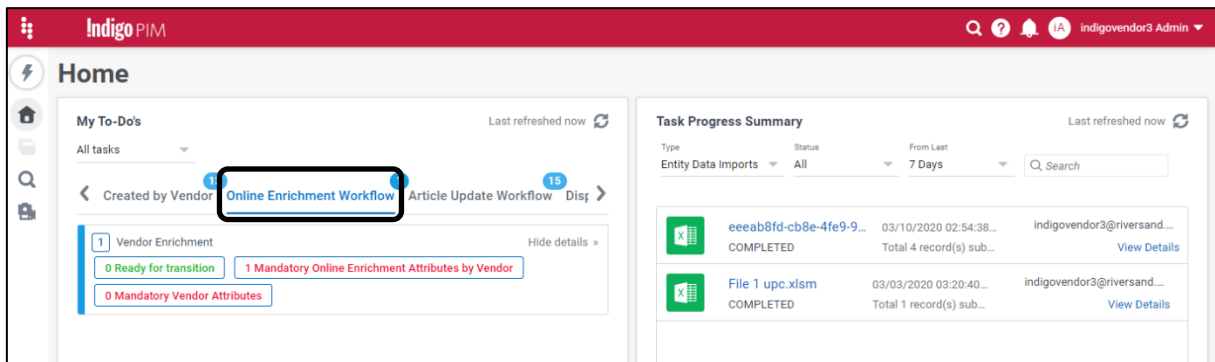 Indigo PIM
iA
indigovendor3 Admin
Home
My To-Do's
Last refreshed now
All tasks
Created by Vendor
Online Enrichment Workflow
Article Update Workflow
15
1 Vendor Enrichment
Hide details »
0 Ready for transition
1 Mandatory Online Enrichment Attributes by Vendor
0 Mandatory Vendor Attributes
Task Progress Summary
Last refreshed now
Type
Status
From Last
Entity Data Imports
All
7 Days
Search
eeeab8fd-cb8e-4fe9-9...
03/10/2020 02:54:38...
indigovendor3@riversand....
COMPLETED
Total 4 record(s) sub...
View Details
File 1 upc.xlsm
03/03/2020 03:20:40...
indigovendor3@riversand....
COMPLETED
Total 1 record(s) sub...
View Details